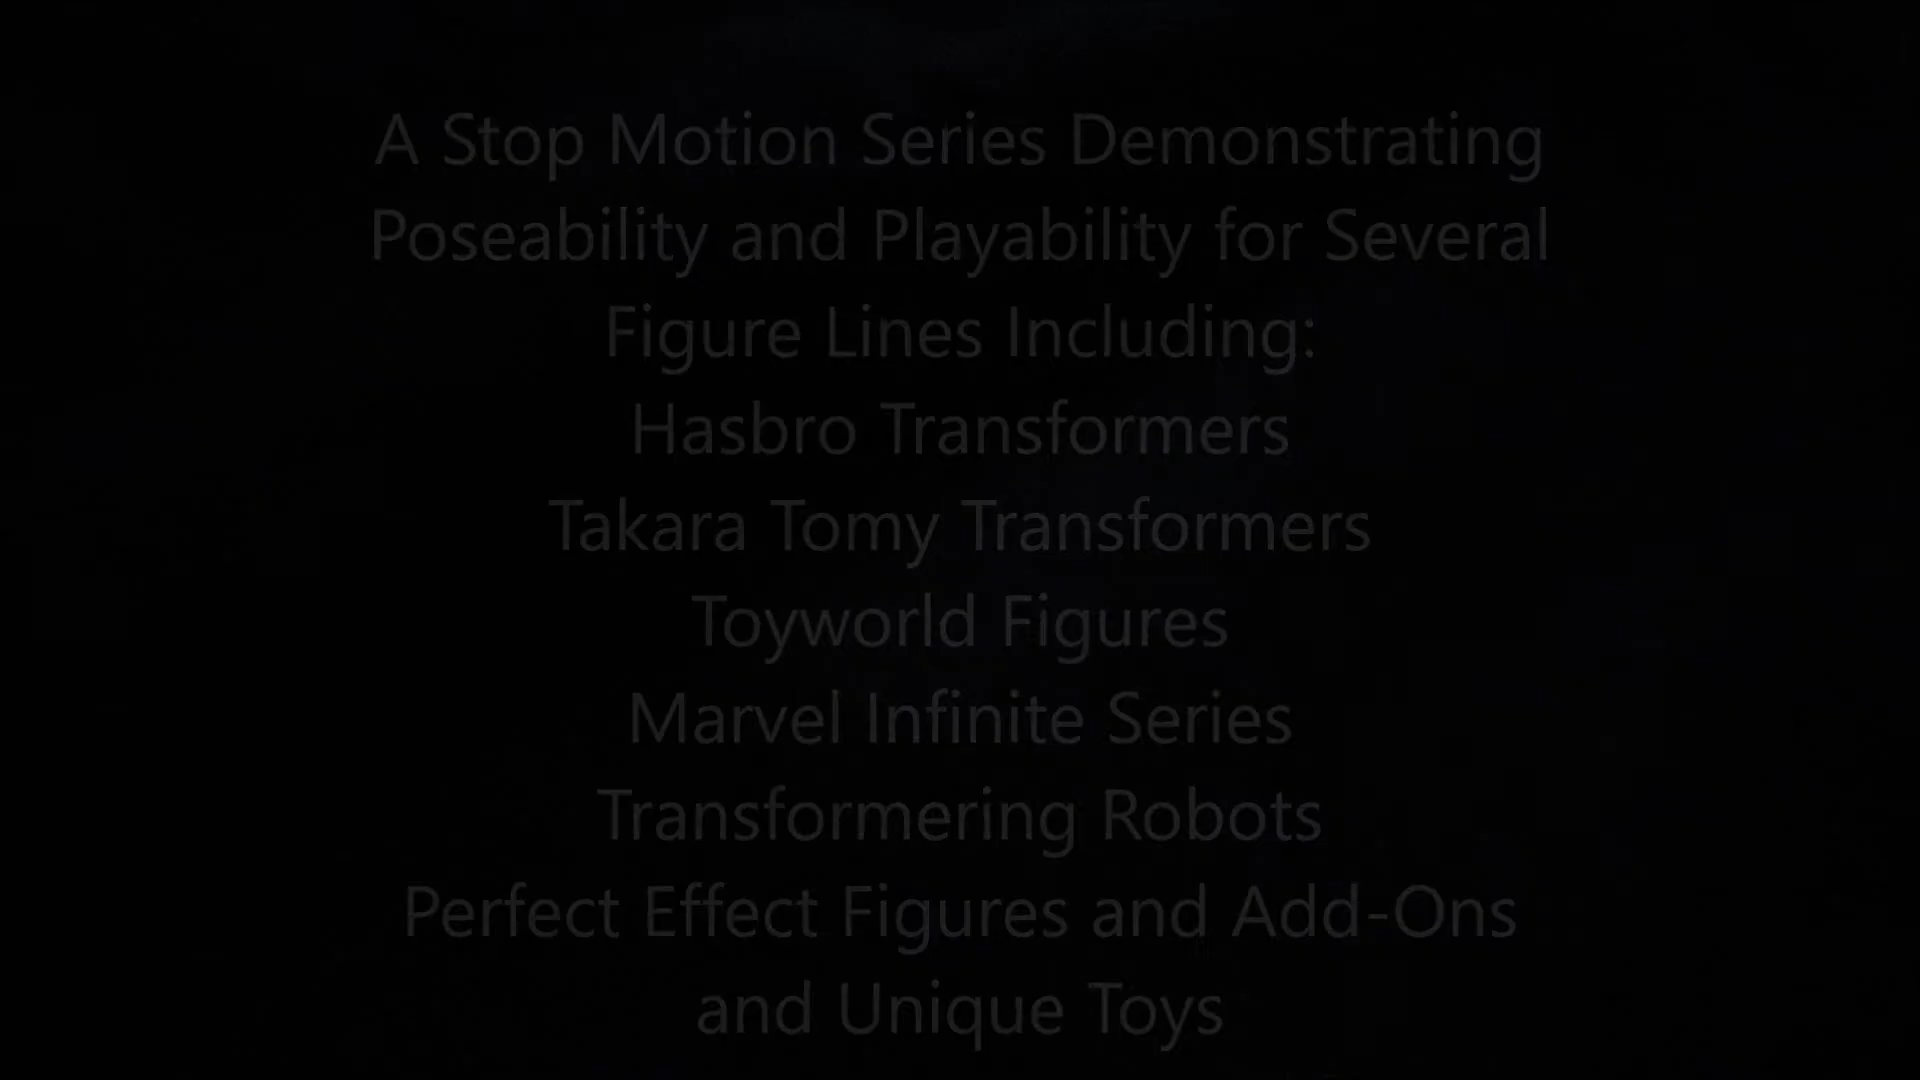 A Stop Motion Series Demonstrating
Poseability and Playability for Several
Figure Lines Including:
Hasbro Transformers
Takara Tomy Transformers
Toyworld Figures
Marvel Infinite Series
Transformering Robots
Perfect Effect Figures and Add-Ons
and Unique Toys